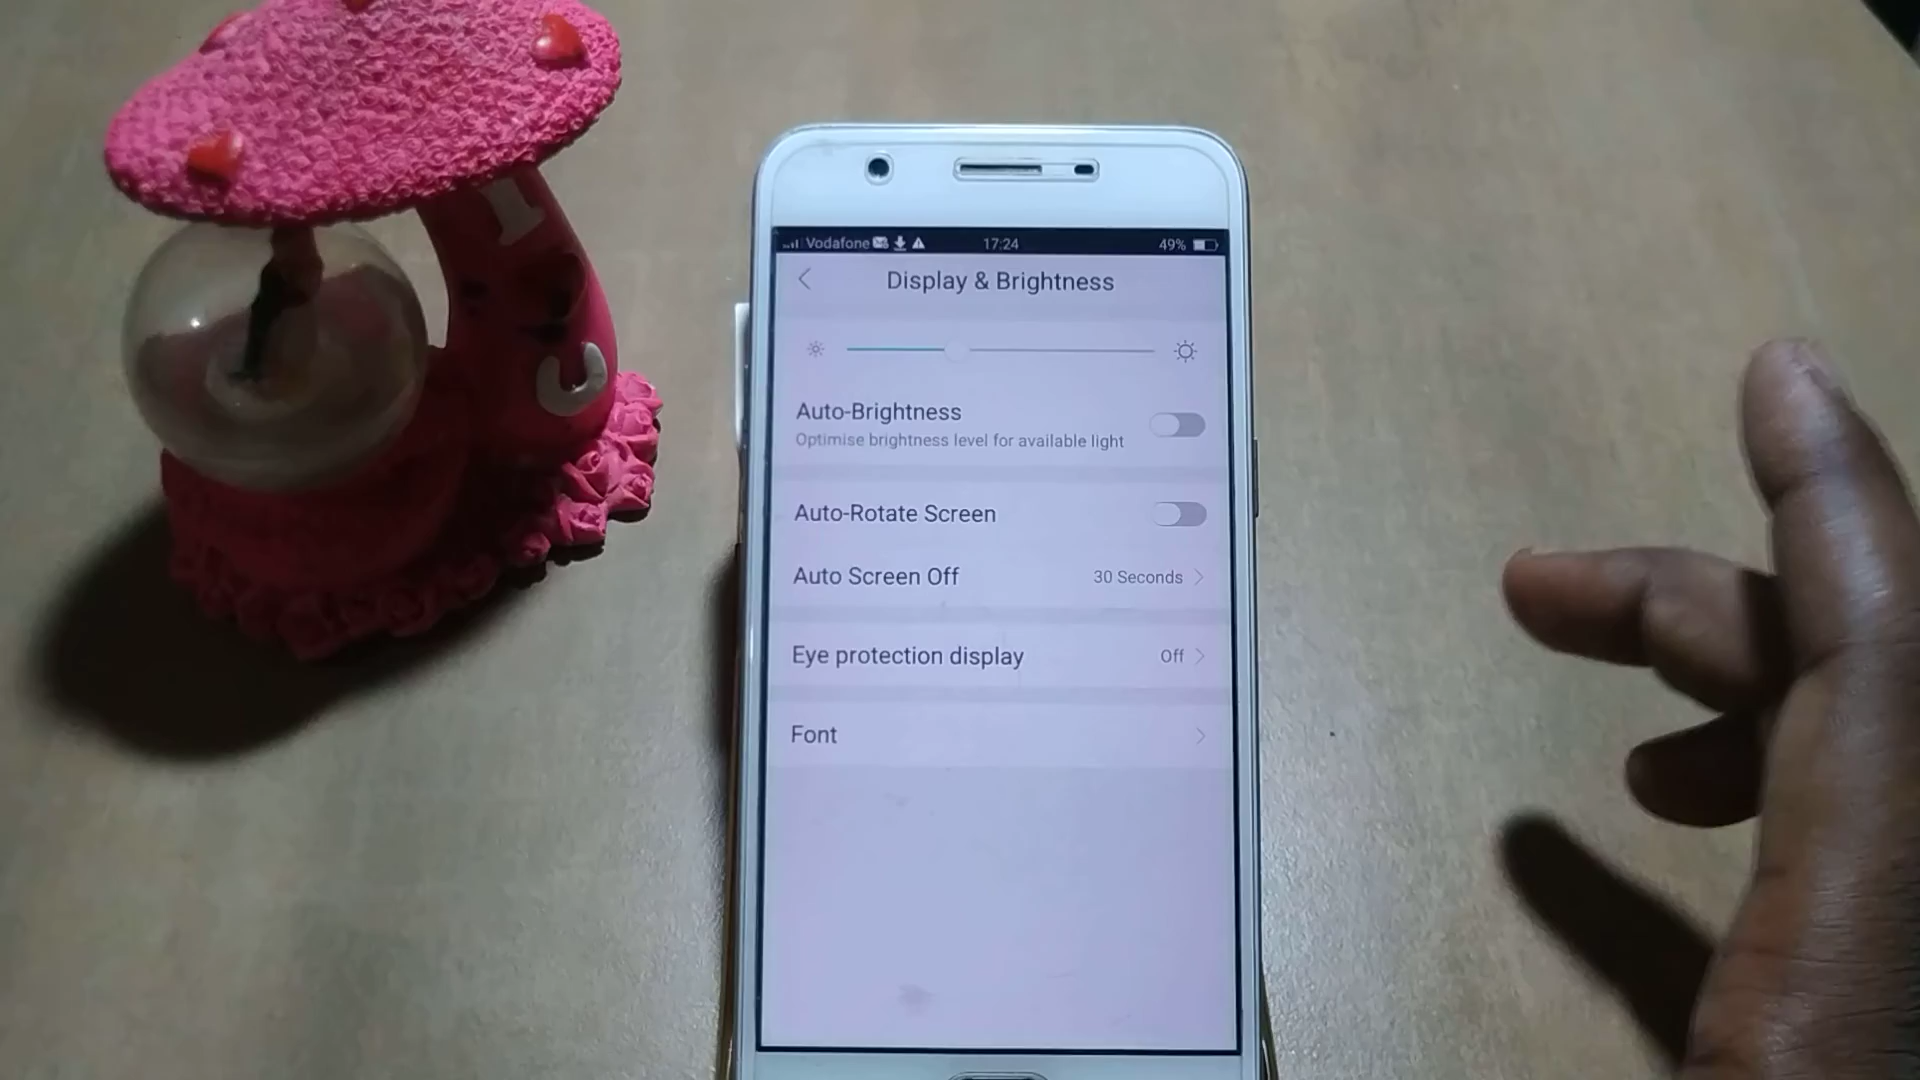 Vodafone 17:24 49%
Display & Brightness
Auto-Brightness
Optimise brightness level for available light
Auto-Rotate Screen
Auto Screen Off 30 Seconds
Eye protection display Off
Font